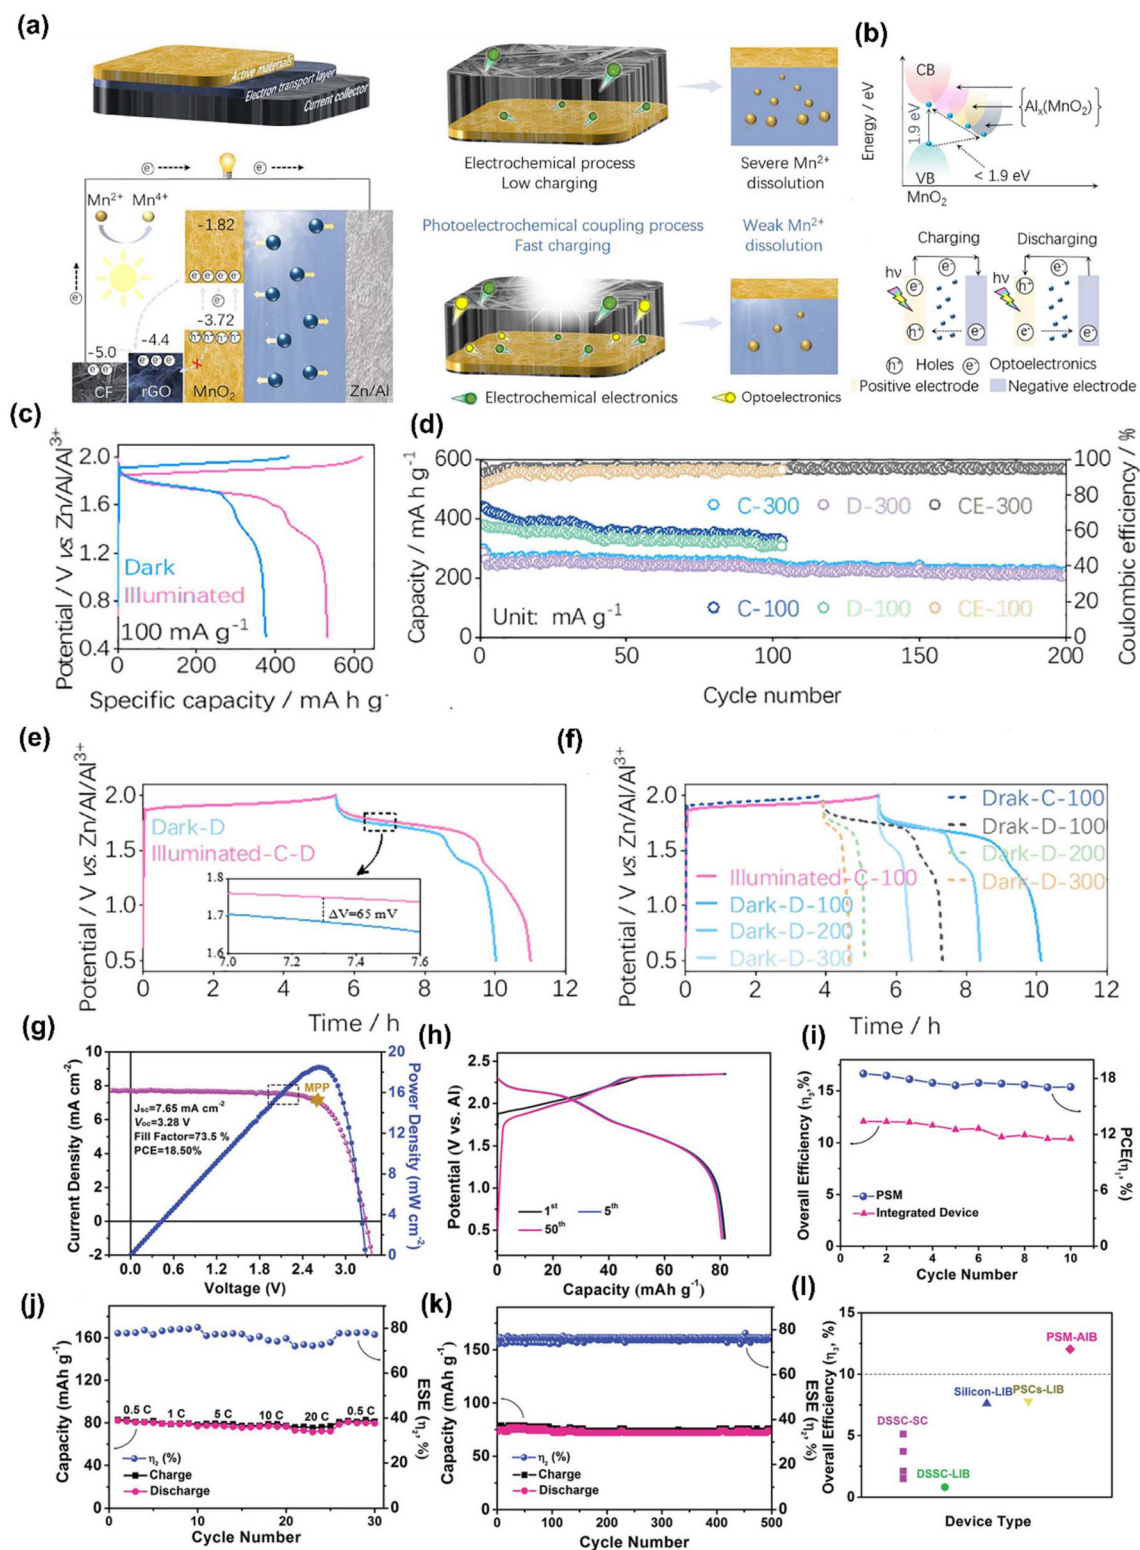 (a)
Active materials
Electron transport layer
Current collector
Electrochemical process
Low charging
Severe Mn²⁺
dissolution
Photoelectrochemical coupling process
Fast charging
Weak Mn²⁺
dissolution
Electrochemical electronics
Optoelectronics
Mn²⁺
Mn⁴⁺
-1.82
-3.72
-4.4
-5.0
CF
rGO
MnO₂
Zn/Al
(b)
Energy / eV
CB
1.9 eV
1.9 eV
VB
MnO₂
Alₓ(MnO₂)
< 1.9 eV
Charging
Discharging
hν
hν
h⁺ Holes e⁻ Optoelectronics
Positive electrode
Negative electrode
(c)
Potential / V vs Zn/Al/Al³⁺
2.0
1.6
1.2
0.8
0.4
Dark
Illuminated
100 mA g⁻¹
0 200 400 600
Specific capacity / mA h g⁻
(d)
Capacity / mA h g⁻¹
600
400
200
0
C-300 D-300 CE-300
C-100 D-100 CE-100
Unit: mA g⁻¹
100
80
60
40
20
0
Coulombic efficiency / %
0 50 100 150 200
Cycle number
(e)
Potential / V vs. Zn/Al/Al³⁺
2.0
1.5
1.0
0.5
Dark-D
Illuminated-C-D
1.8
1.7
1.6
ΔV=65 mV
7.0 7.2 7.4 7.6
0 2 4 6 8 10 12
Time / h
(f)
Potential / V vs. Zn/Al/Al³⁺
2.0
1.5
1.0
0.5
Drak-C-100
Drak-D-100
Dark-D-200
Dark-D-300
Illuminated-C-100
Dark-D-100
Dark-D-200
Dark-D-300
0 2 4 6 8 10 12
Time / h
(g)
Current Density (mA cm⁻²)
10
8
6
4
2
0
-2
MPP
Jsc=7.65 mA cm⁻²
Voc=3.28 V
Fill Factor=73.5 %
PCE=18.50%
20
16
12
8
4
0
Power Density (mW cm⁻²)
0.0 0.6 1.2 1.8 2.4 3.0
Voltage (V)
(h)
Potential (V vs. Al)
2.5
2.0
1.5
1.0
0.5
1st 5th
50th
0 20 40 60 80
Capacity (mAh g⁻¹)
(i)
Overall Efficiency (η₃,%)
20
15
10
5
0
PSM
Integrated Device
18
12
6
0
PCE(η₁, %)
0 2 4 6 8 10
Cycle Number
(j)
Capacity (mAh g⁻¹)
160
120
80
40
0
0.5 C 1 C 5 C 10 C 20 C 0.5 C
η₂ (%)
Charge
Discharge
80
60
40
20
0
ESE (η₂, %)
0 10 20 30
Cycle Number
(k)
Capacity (mAh g⁻¹)
150
100
75
50
25
0
η₂ (%)
Charge
Discharge
80
60
40
20
0
ESE (η₂, %)
0 100 200 300 400 500
Cycle Number
(l)
Overall Efficiency (η₃, %)
15
10
5
0
PSM-AIB
Silicon-LIB
PSCs-LIB
DSSC-SC
DSSC-LIB
Device Type